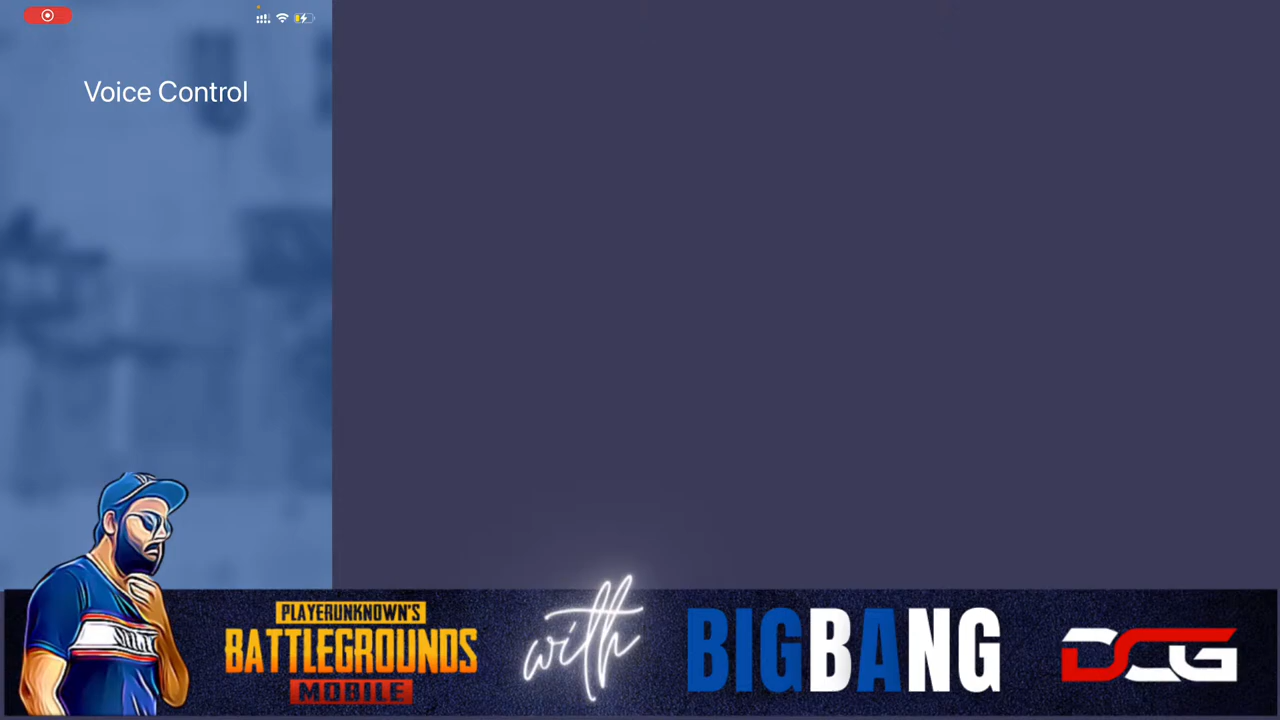 Voice Control
PLAYERUNKNOWN'S
BATTLEGROUNDS
MOBILE
with
BIGBANG
DCG